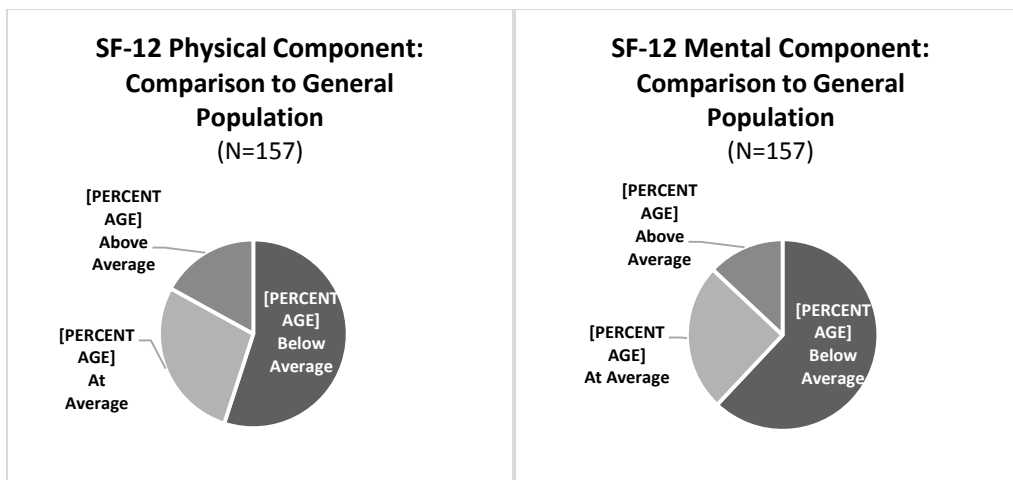 SF-12 Physical Component:
Comparison to General
Population
(N=157)
[PERCENT
AGE]
Above
Average
[PERCENT
AGE]
Below
Average
[PERCENT
AGE]
At
Average
SF-12 Mental Component:
Comparison to General
Population
(N=157)
[PERCENT
AGE]
Above
Average
[PERCENT
AGE]
Below
Average
[PERCENT
AGE]
At Average